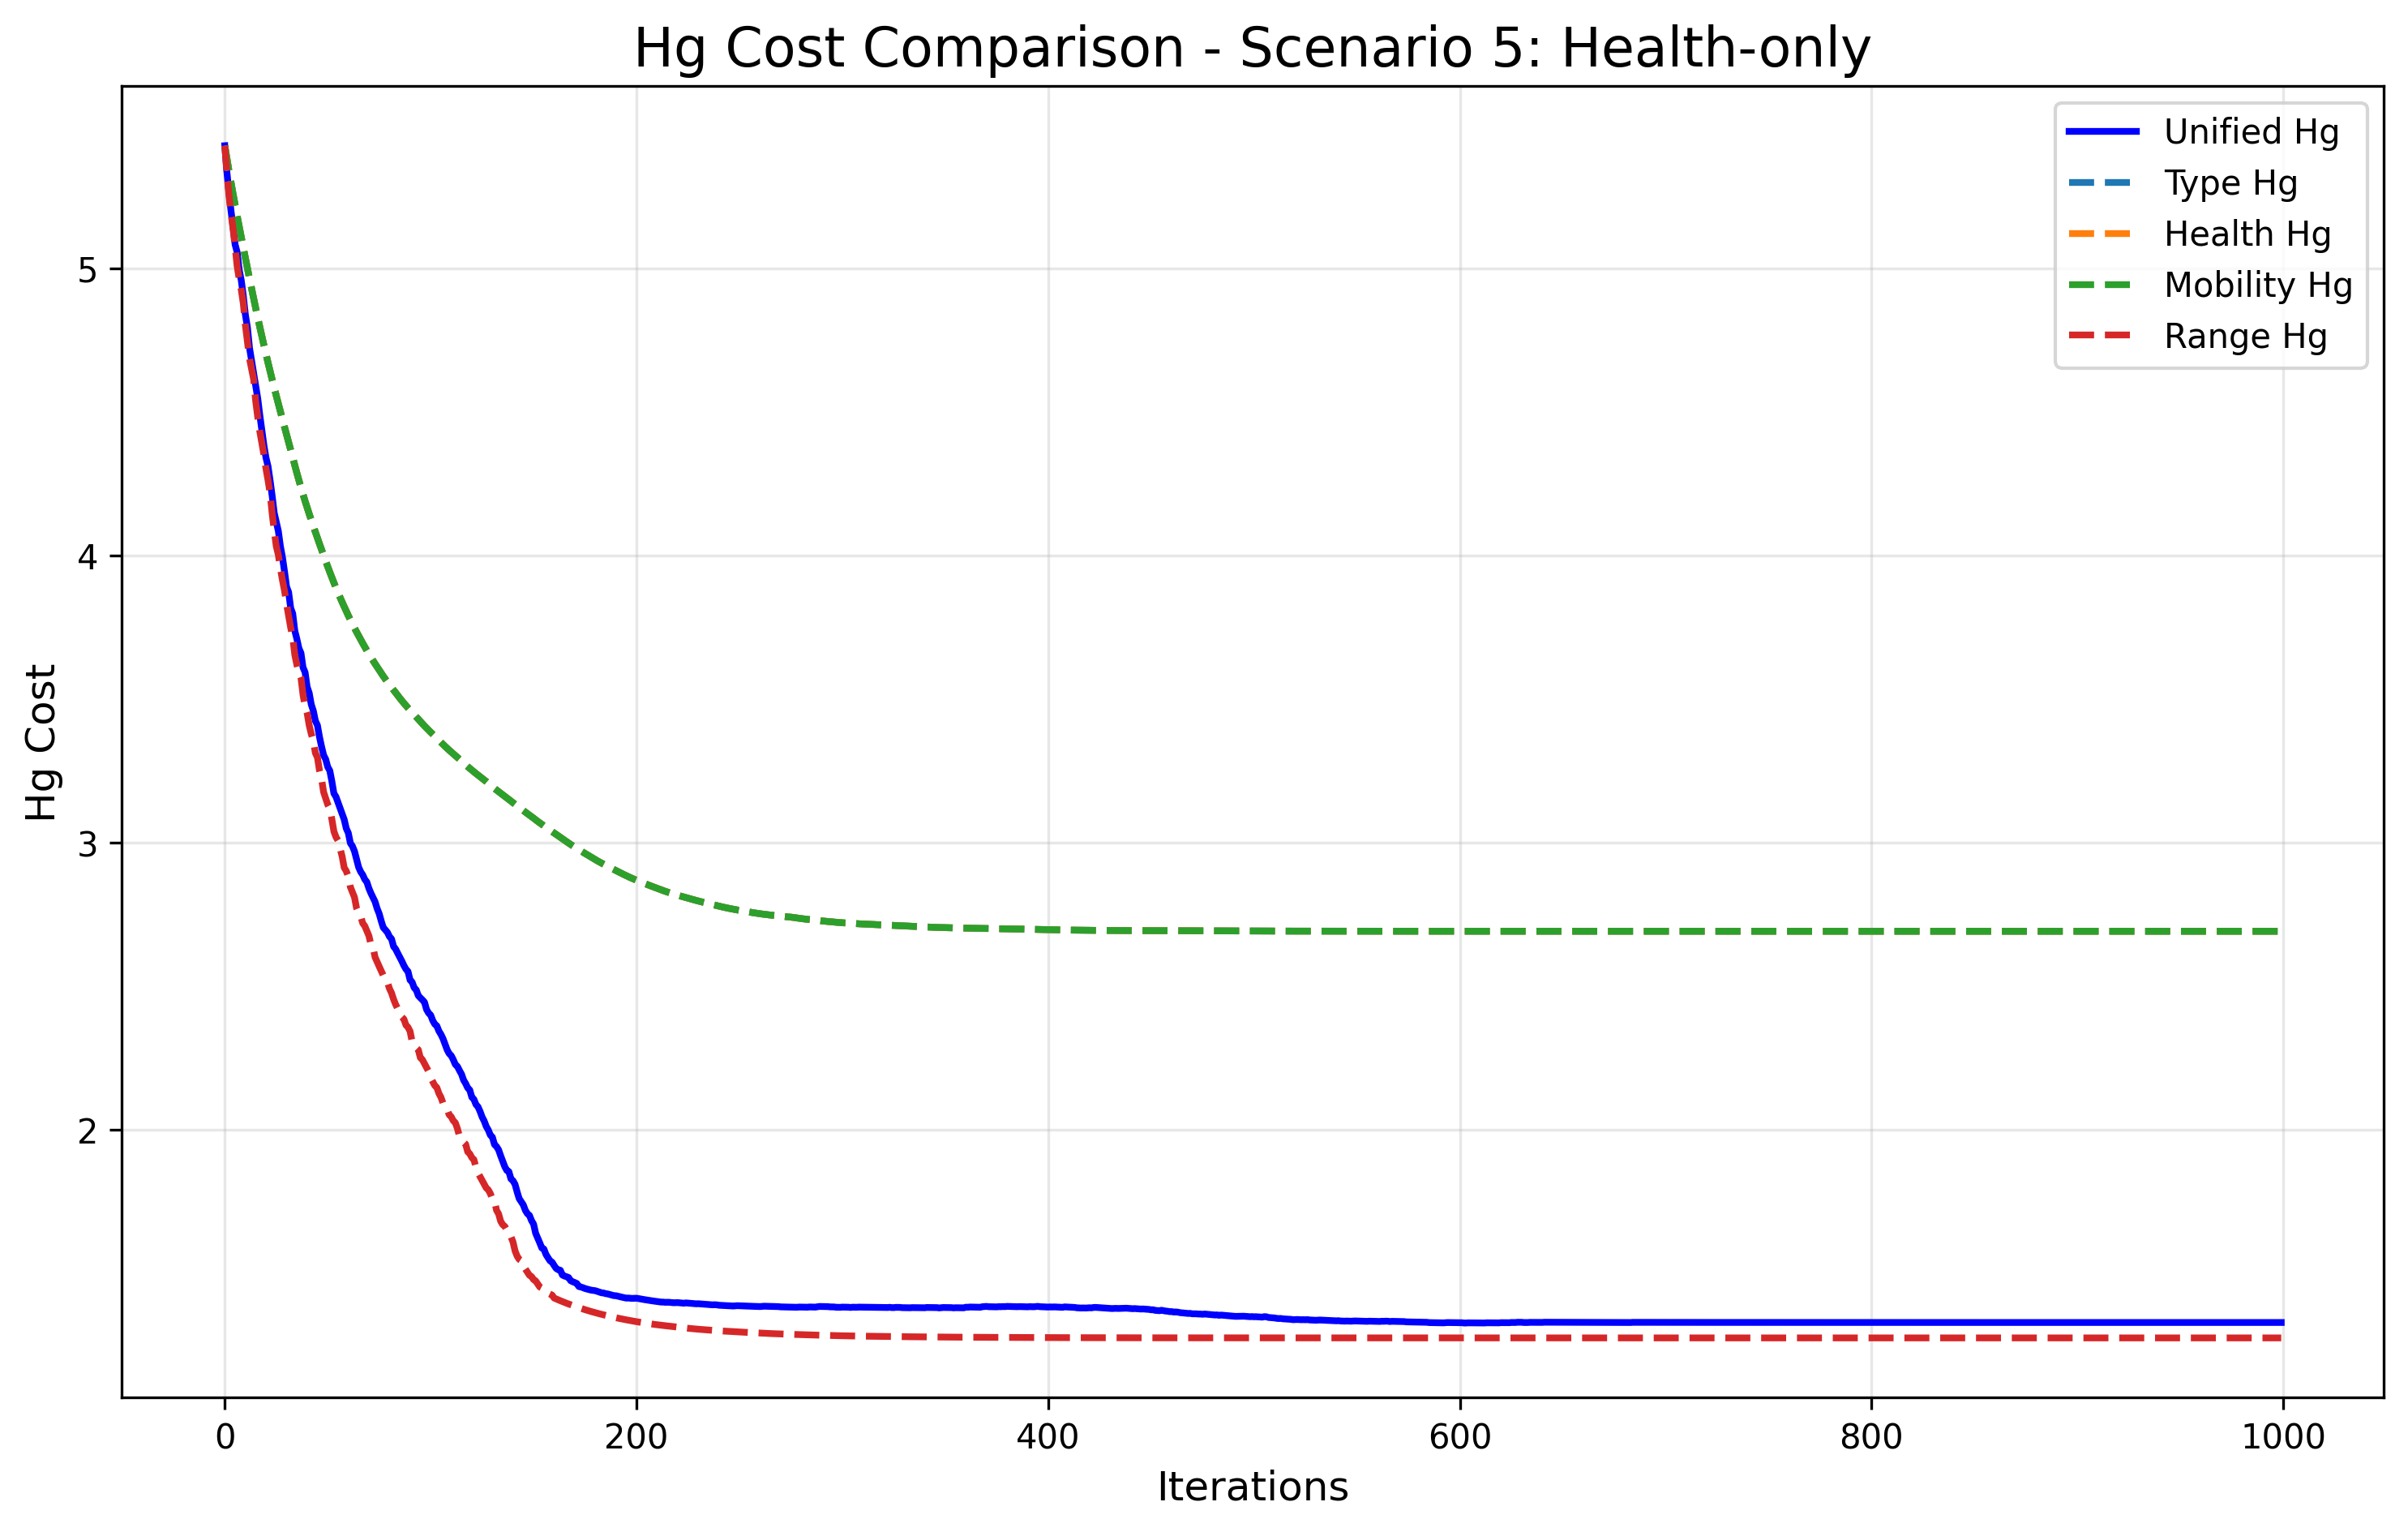 Hg Cost Comparison - Scenario 5: Health-only
Unified Hg
Type Hg
Health Hg
Mobility Hg
Range Hg
Hg Cost
5
4
3
2
0
200
400
600
800
1000
Iterations